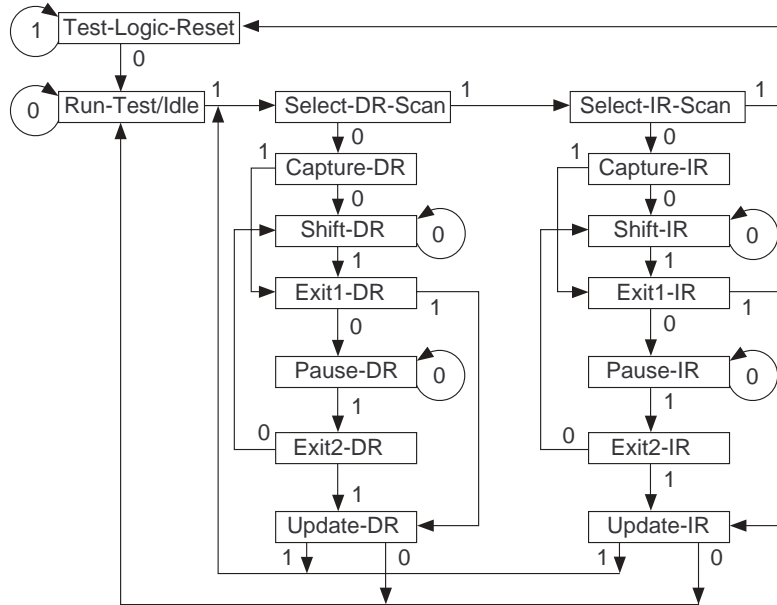 1 Test-Logic-Reset
0
0 Run-Test/Idle 1 Select-DR-Scan 1 Select-IR-Scan 1
0 0
1 Capture-DR 1 Capture-IR
0 0
Shift-DR 0 Shift-IR 0
1 1
Exit1-DR 1 Exit1-IR 1
0 0
Pause-DR 0 Pause-IR 0
1 1
0 Exit2-DR 0 Exit2-IR
1 1
Update-DR Update-IR
1 0 1 0